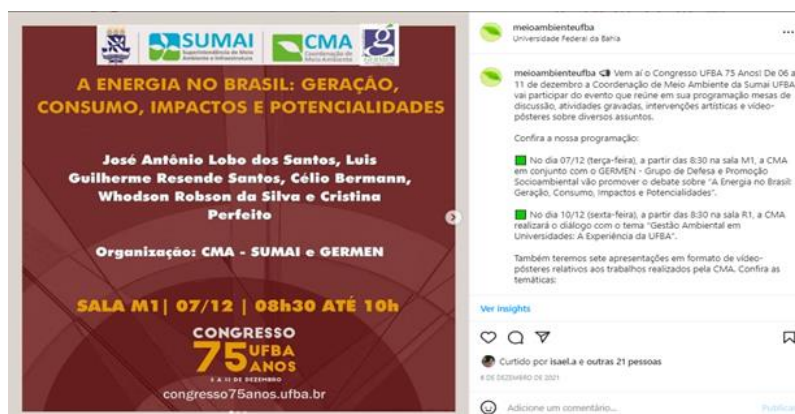 SUMAI
Superintendência de Meio
Ambiente e Infraestrutura
CMA
Coordenação de
Meio Ambiente
GERMEN
A ENERGIA NO BRASIL: GERAÇÃO,
CONSUMO, IMPACTOS E POTENCIALIDADES
José Antônio Lobo dos Santos, Luis
Guilherme Resende Santos, Célio Bermann,
Whodson Robson da Silva e Cristina
Perfeito
Organização: CMA - SUMAI e GERMEN
SALA M1| 07/12 | 08h30 ATÉ 10h
CONGRESSO
75 UFBA
ANOS
A 11 DE DEZEMBRO
congresso75anos.ufba.br
meioambienteufba
Universidade Federal da Bahia
meioambienteufba Vem aí o Congresso UFBA 75 Anos! De 06 a
11 de dezembro a Coordenação de Meio Ambiente da Sumai UFBA
vai participar do evento que reúne em sua programação mesas de
discussão, atividades gravadas, intervenções artísticas e vídeo-
pôsteres sobre diversos assuntos.
Confira a nossa programação:
No dia 07/12 (terça-feira), a partir das 8:30 na sala M1, a CMA
em conjunto com o GERMEN - Grupo de Defesa e Promoção
Socioambiental vão promover o debate sobre "A Energia no Brasil:
Geração, Consumo, Impactos e Potencialidades".
No dia 10/12 (sexta-feira), a partir das 8:30 na sala R1, a CMA
realizará o diálogo com o tema "Gestão Ambiental em
Universidades: A Experiência da UFBA".
Também teremos sete apresentações em formato de vídeo-
pôsteres relativos aos trabalhos realizados pela CMA. Confira as
temáticas:
Ver insights
Curtido por isael.a e outras 21 pessoas
DE DEZEMBRO DE 2021
Adicione um comentário...
Publicar